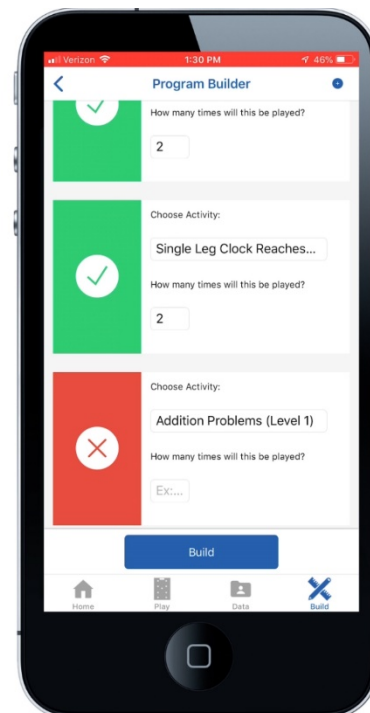 Verizon 1:30 PM 46%
Program Builder
How many times will this be played?
2
Choose Activity:
Single Leg Clock Reaches...
How many times will this be played?
2
Choose Activity:
Addition Problems (Level 1)
How many times will this be played?
Ex:...
Build
Home Play Data Build